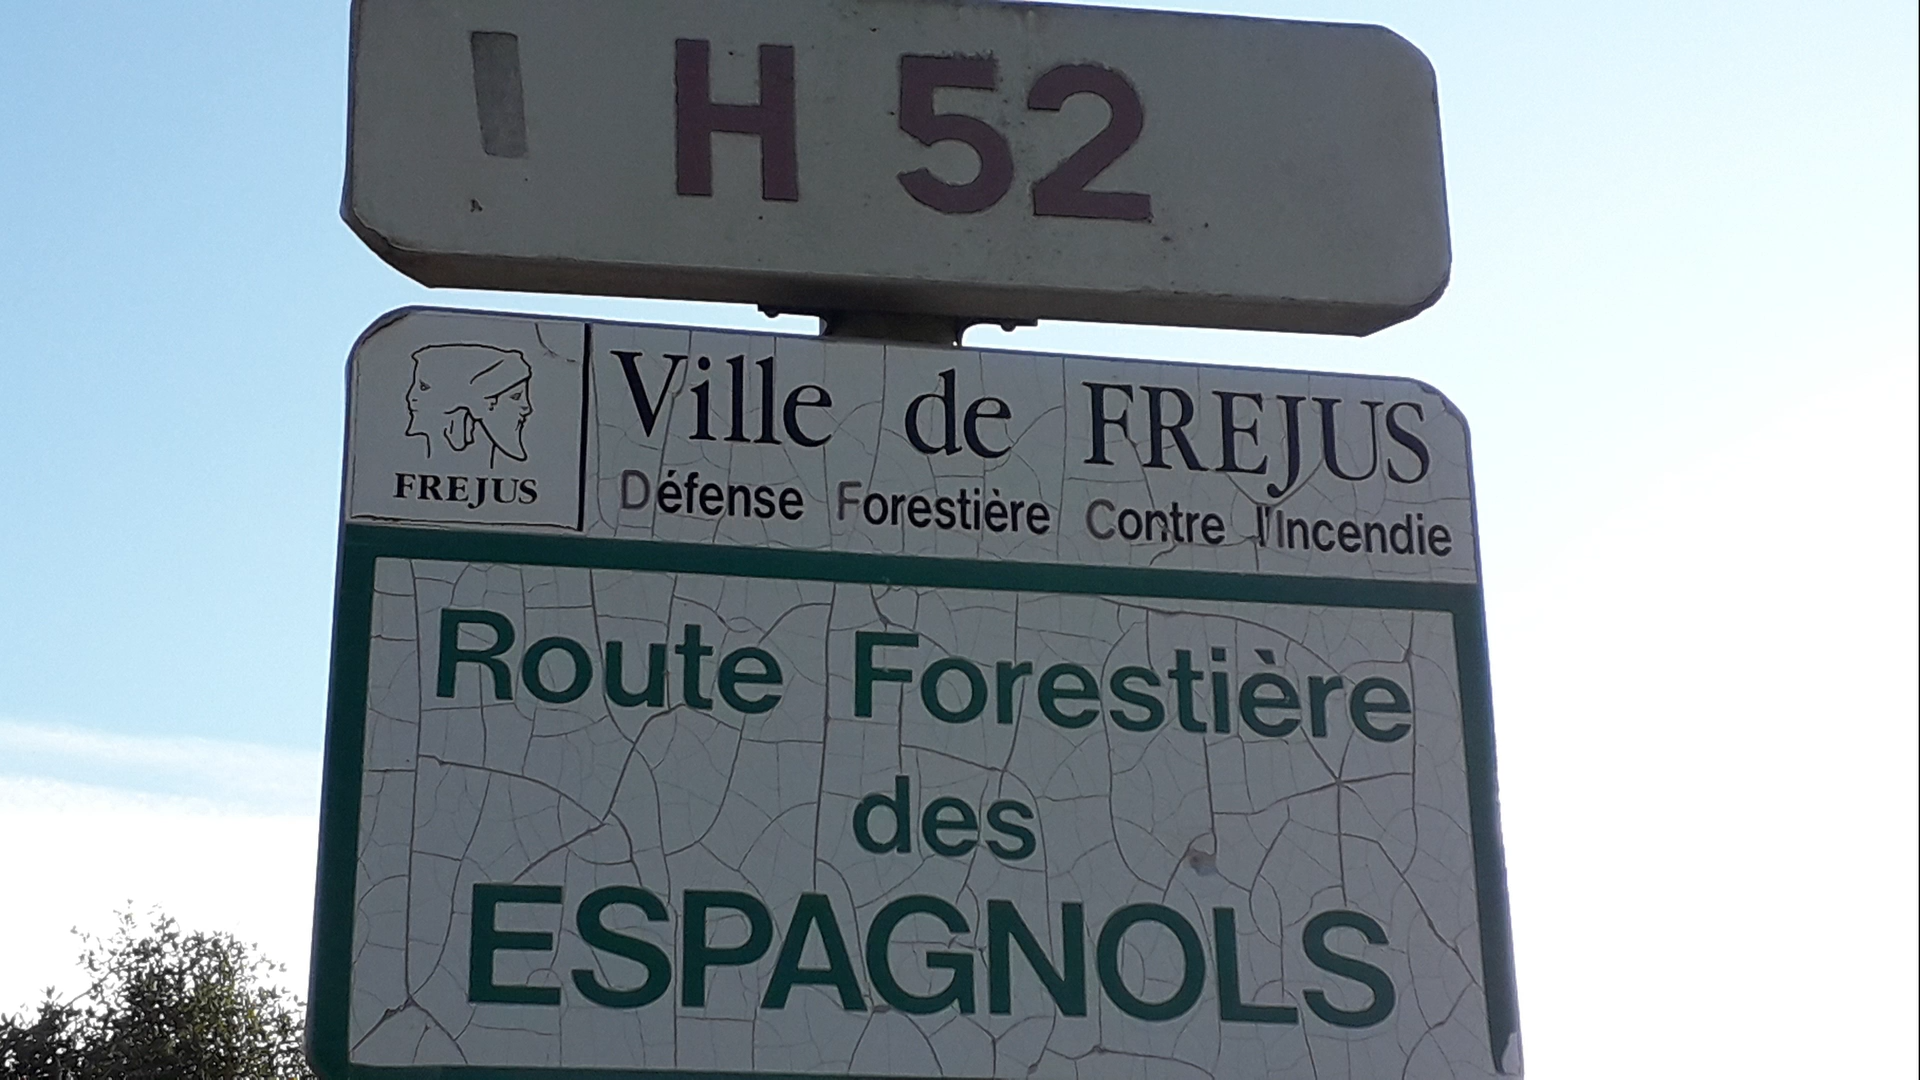 H 52
FREJUS
Ville de FREJUS
Défense Forestière Contre l'Incendie
Route Forestière
des
ESPAGNOLS